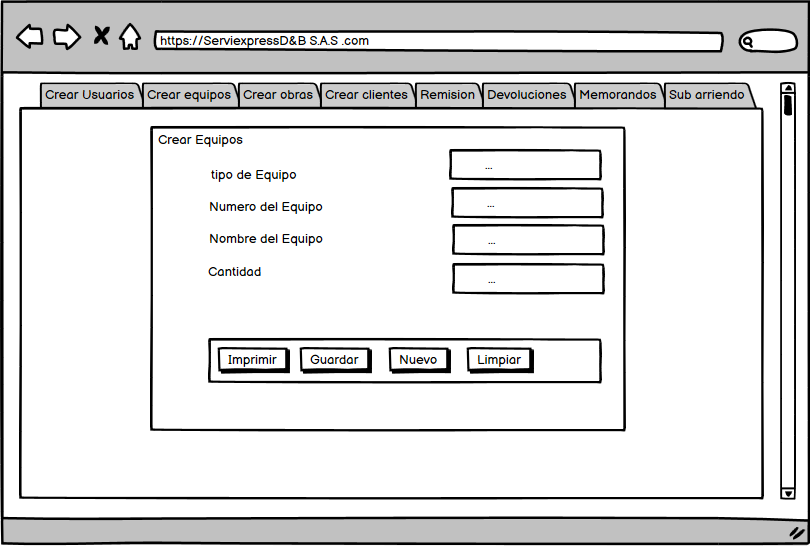 https://ServiexpressD&B S.A.S .com
Crear Usuarios Crear equipos Crear obras Crear clientes Remision Devoluciones Memorandos Sub arriendo
Crear Equipos
tipo de Equipo ...
Numero del Equipo ...
Nombre del Equipo ...
Cantidad ...
Imprimir Guardar Nuevo Limpiar